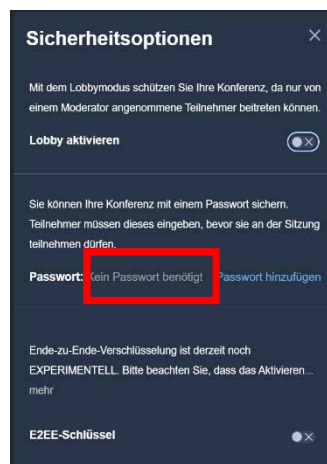 Sicherheitsoptionen
Mit dem Lobbymodus schützen Sie Ihre Konferenz, da nur von
einem Moderator angenommene Teilnehmer beitreten können.
Lobby aktivieren
Sie können Ihre Konferenz mit einem Passwort sichern.
Teilnehmer müssen dieses eingeben, bevor sie an der Sitzung
teilnehmen dürfen.
Passwort: Kein Passwort benötigt Passwort hinzufügen
Ende-zu-Ende-Verschlüsselung ist derzeit noch
EXPERIMENTELL. Bitte beachten Sie, dass das Aktivieren...
mehr
E2EE-Schlüssel